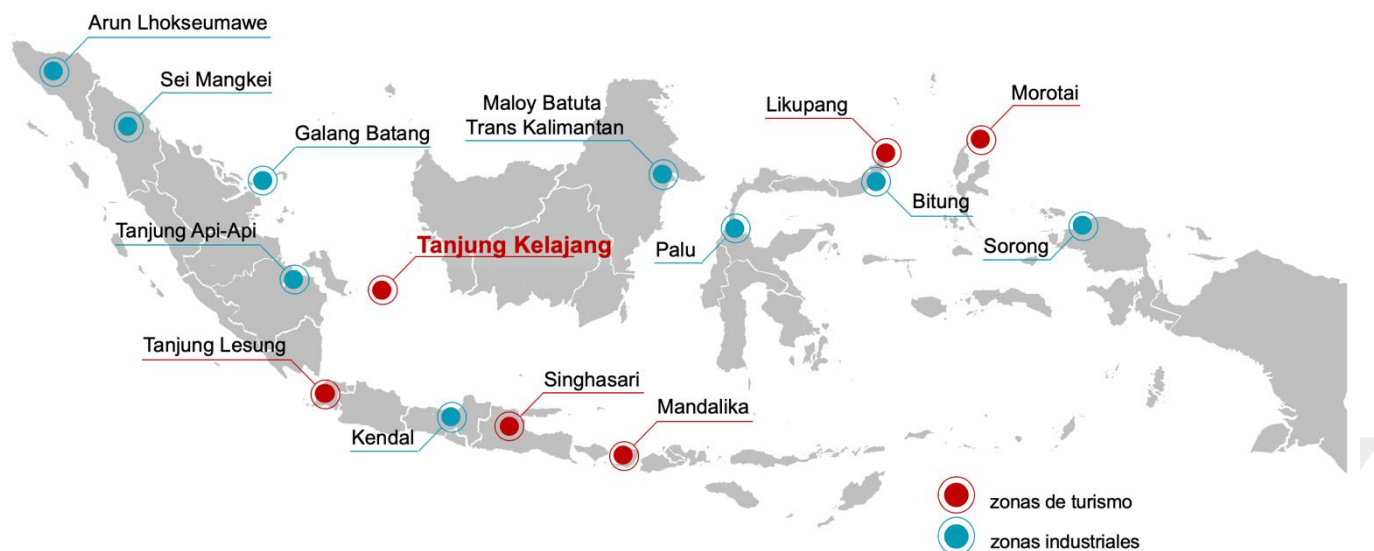 Arun Lhokseumawe
Sei Mangkei
Galang Batang
Maloy Batuta
Trans Kalimantan
Likupang
Morotai
Tanjung Api-Api
Tanjung Kelajang
Palu
Bitung
Sorong
Tanjung Lesung
Kendal
Singhasari
Mandalika
zonas de turismo
zonas industriales